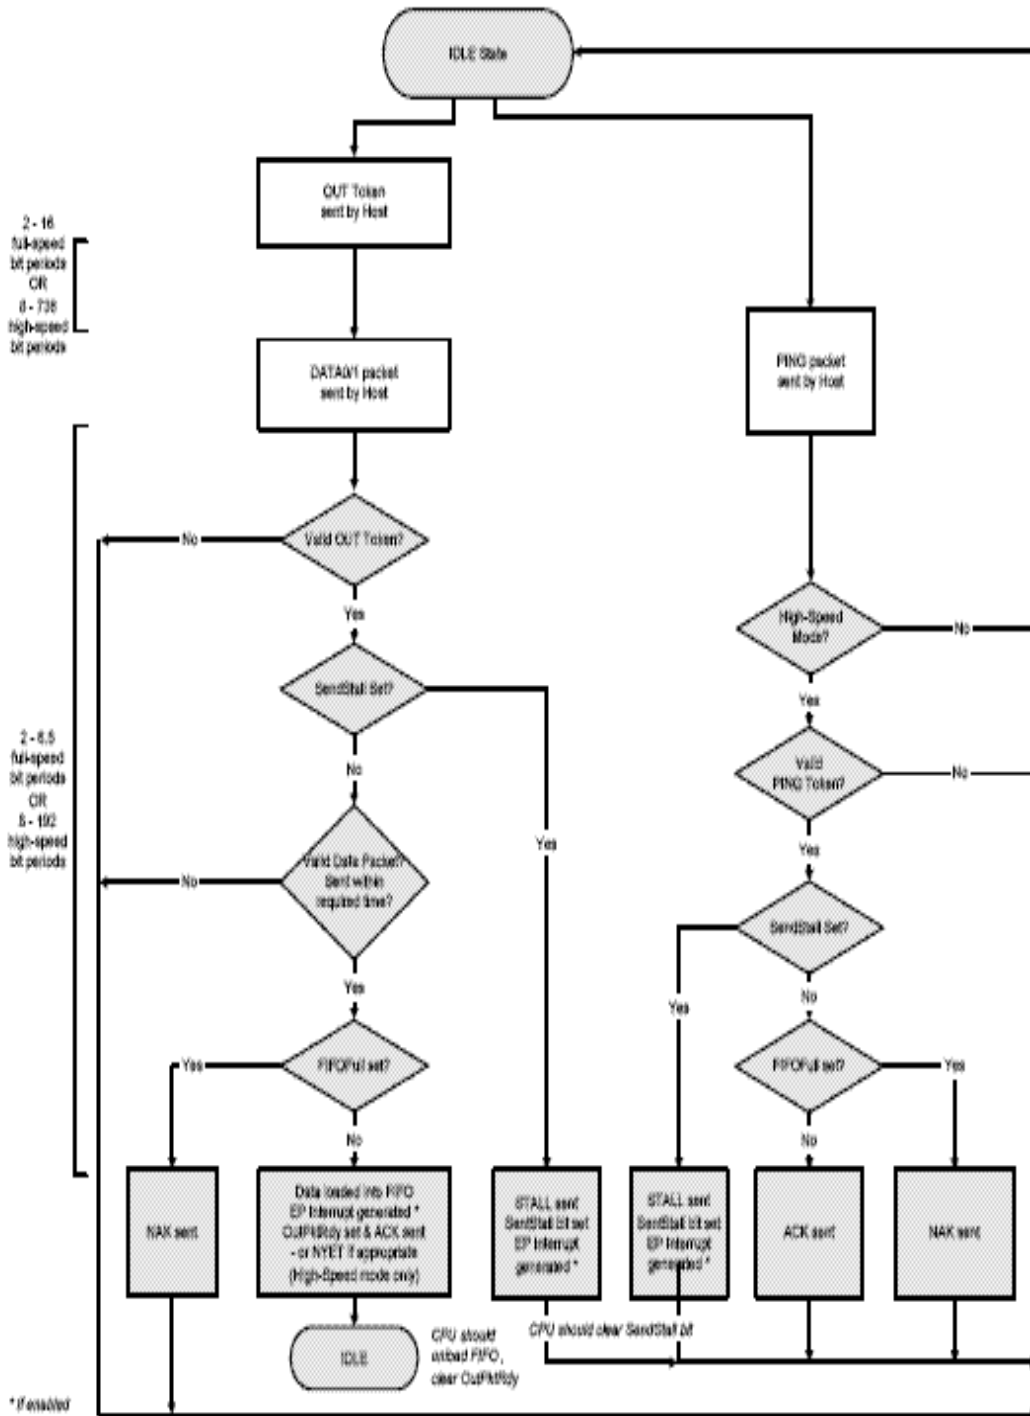 IDLE State
OUT Token
sent by Host
2 - 16
full-speed
bit periods
OR
8 - 736
high-speed
bit periods
DATA0/1 packet
sent by Host
PING packet
sent by Host
Valid OUT Token?
No
Yes
High-Speed
Mode?
No
Yes
SendStall Set?
No
Yes
Valid
PING Token?
No
Yes
2 - 6.5
full-speed
bit periods
OR
8 - 192
high-speed
bit periods
Valid Data Packet?
Sent within
required time?
No
Yes
SendStall Set?
Yes
No
FIFOFull set?
Yes
No
FIFOFull set?
Yes
No
NAK sent
Data loaded into FIFO
EP Interrupt generated *
OutPktRdy set & ACK sent
- or NYET if appropriate
(High-Speed mode only)
STALL sent
SentStall bit set
EP Interrupt
generated *
STALL sent
SentStall bit set
EP Interrupt
generated *
ACK sent
NAK sent
IDLE
CPU should
unload FIFO,
clear OutPktRdy
CPU should clear SendStall bit
* If enabled